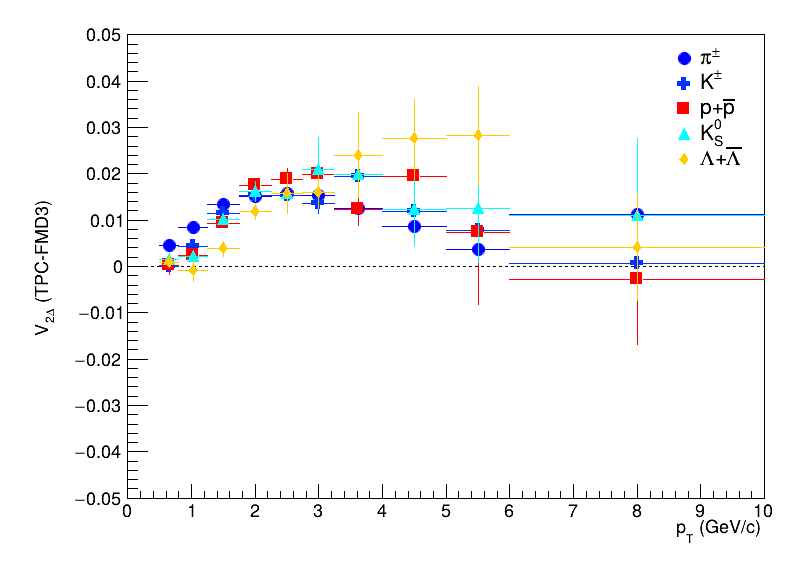 0.05
0.04
0.03
0.02
0.01
0
−0.01
−0.02
−0.03
−0.04
−0.05
V2Δ (TPC-FMD3)
π±
K±
p+p̅
K0S
Λ+Λ̅
0 1 2 3 4 5 6 7 8 9 10
pT (GeV/c)